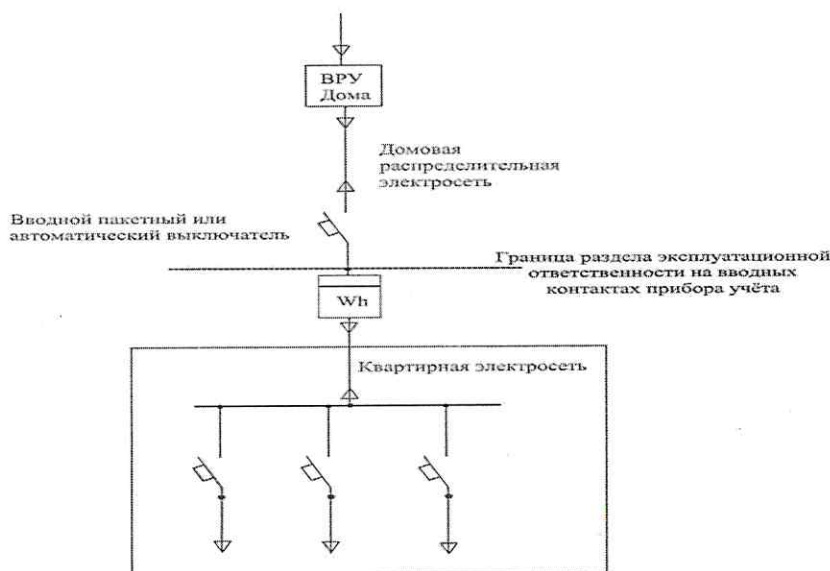 ВРУ
Дома
Домовая
распределительная
электросеть
Вводной пакетный или
автоматический выключатель
Граница раздела эксплуатационной
ответственности на вводных
контактах прибора учёта
Wh
Квартирная электросеть